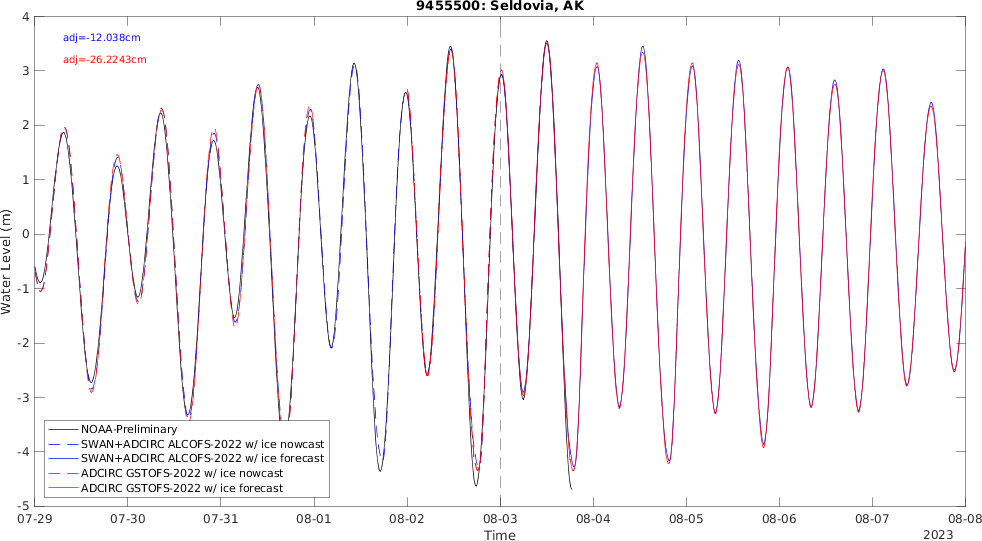 9455500: Seldovia, AK
adj=-12.038cm
adj=-26.2243cm
Water Level (m)
4
3
2
1
0
-1
-2
-3
-4
-5
NOAA-Preliminary
SWAN+ADCIRC ALCOFS-2022 w/ ice nowcast
SWAN+ADCIRC ALCOFS-2022 w/ ice forecast
ADCIRC GSTOFS-2022 w/ ice nowcast
ADCIRC GSTOFS-2022 w/ ice forecast
07-29 07-30 07-31 08-01 08-02 08-03 08-04 08-05 08-06 08-07 08-08
Time
2023